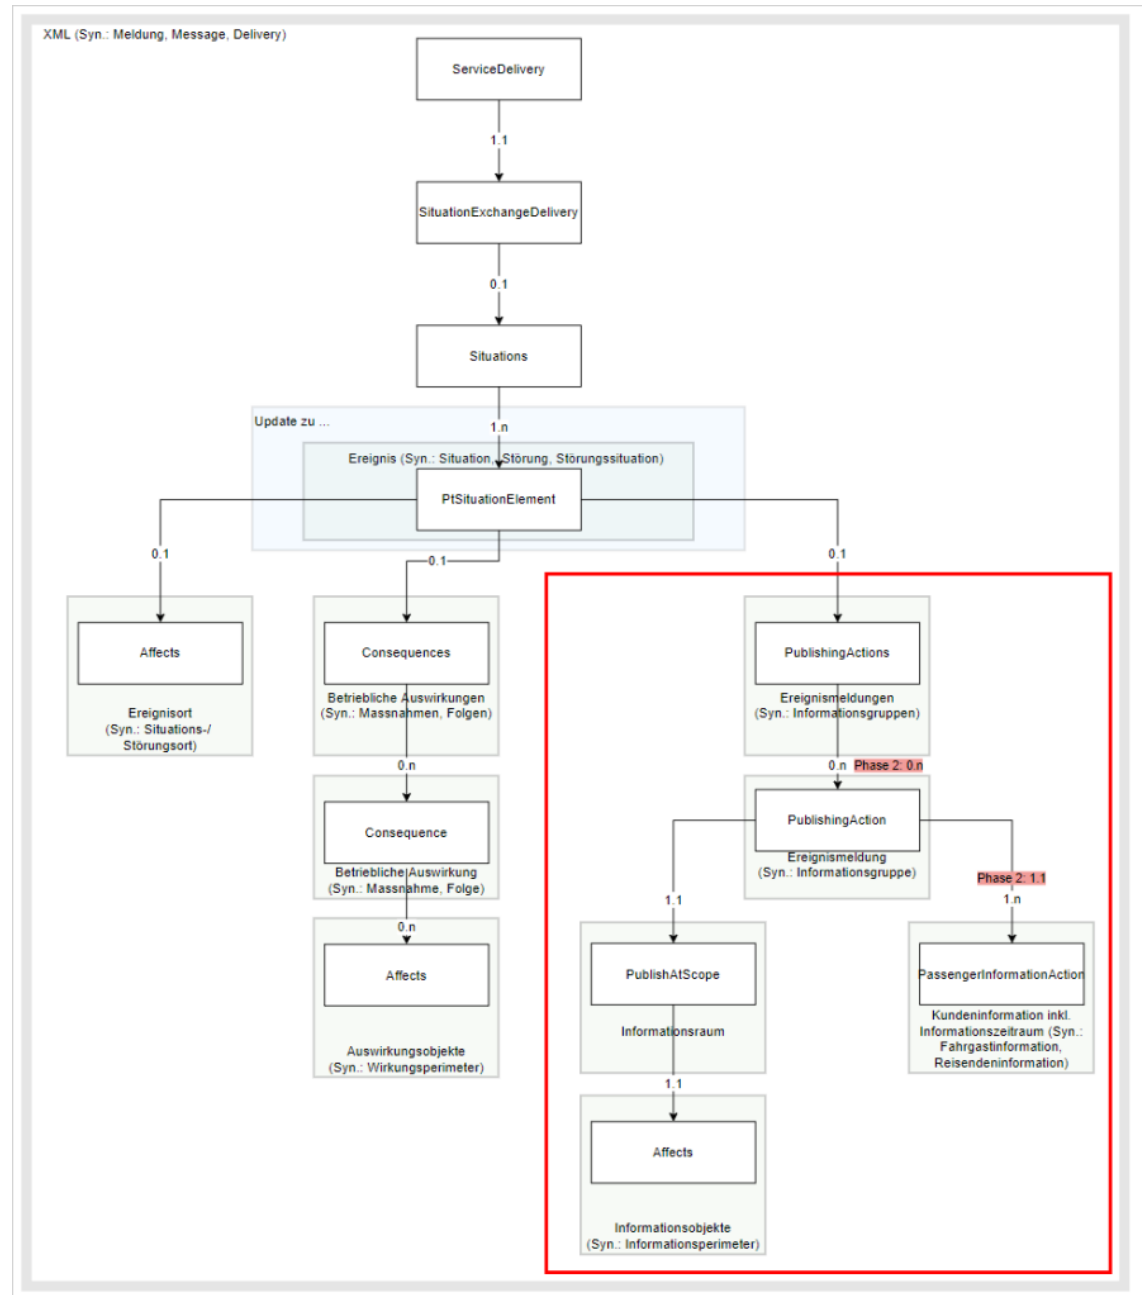 XML (Syn.: Meldung, Message, Delivery)
ServiceDelivery
1.1
SituationExchangeDelivery
0.1
Situations
Update zu ...
1.n
Ereignis (Syn.: Situation, Störung, Störungssituation)
PtSituationElement
0.1
0.1
0.1
Affects
Ereignisort
(Syn.: Situations-/
Störungsort)
Consequences
Betriebliche Auswirkungen
(Syn.: Massnahmen, Folgen)
0.n
Consequence
Betriebliche Auswirkung
(Syn.: Massnahme, Folge)
0.n
Affects
Auswirkungsobjekte
(Syn.: Wirkungsperimeter)
PublishingActions
Ereignismeldungen
(Syn.: Informationsgruppen)
0.n Phase 2: 0.n
PublishingAction
Ereignismeldung
(Syn.: Informationsgruppe)
1.1
Phase 2: 1.1
1.n
PublishAtScope
Informationsraum
1.1
Affects
Informationsobjekte
(Syn.: Informationsperimeter)
PassengerInformationAction
Kundeninformation inkl.
Informationszeitraum (Syn.:
Fahrgastinformation,
Reisendeninformation)